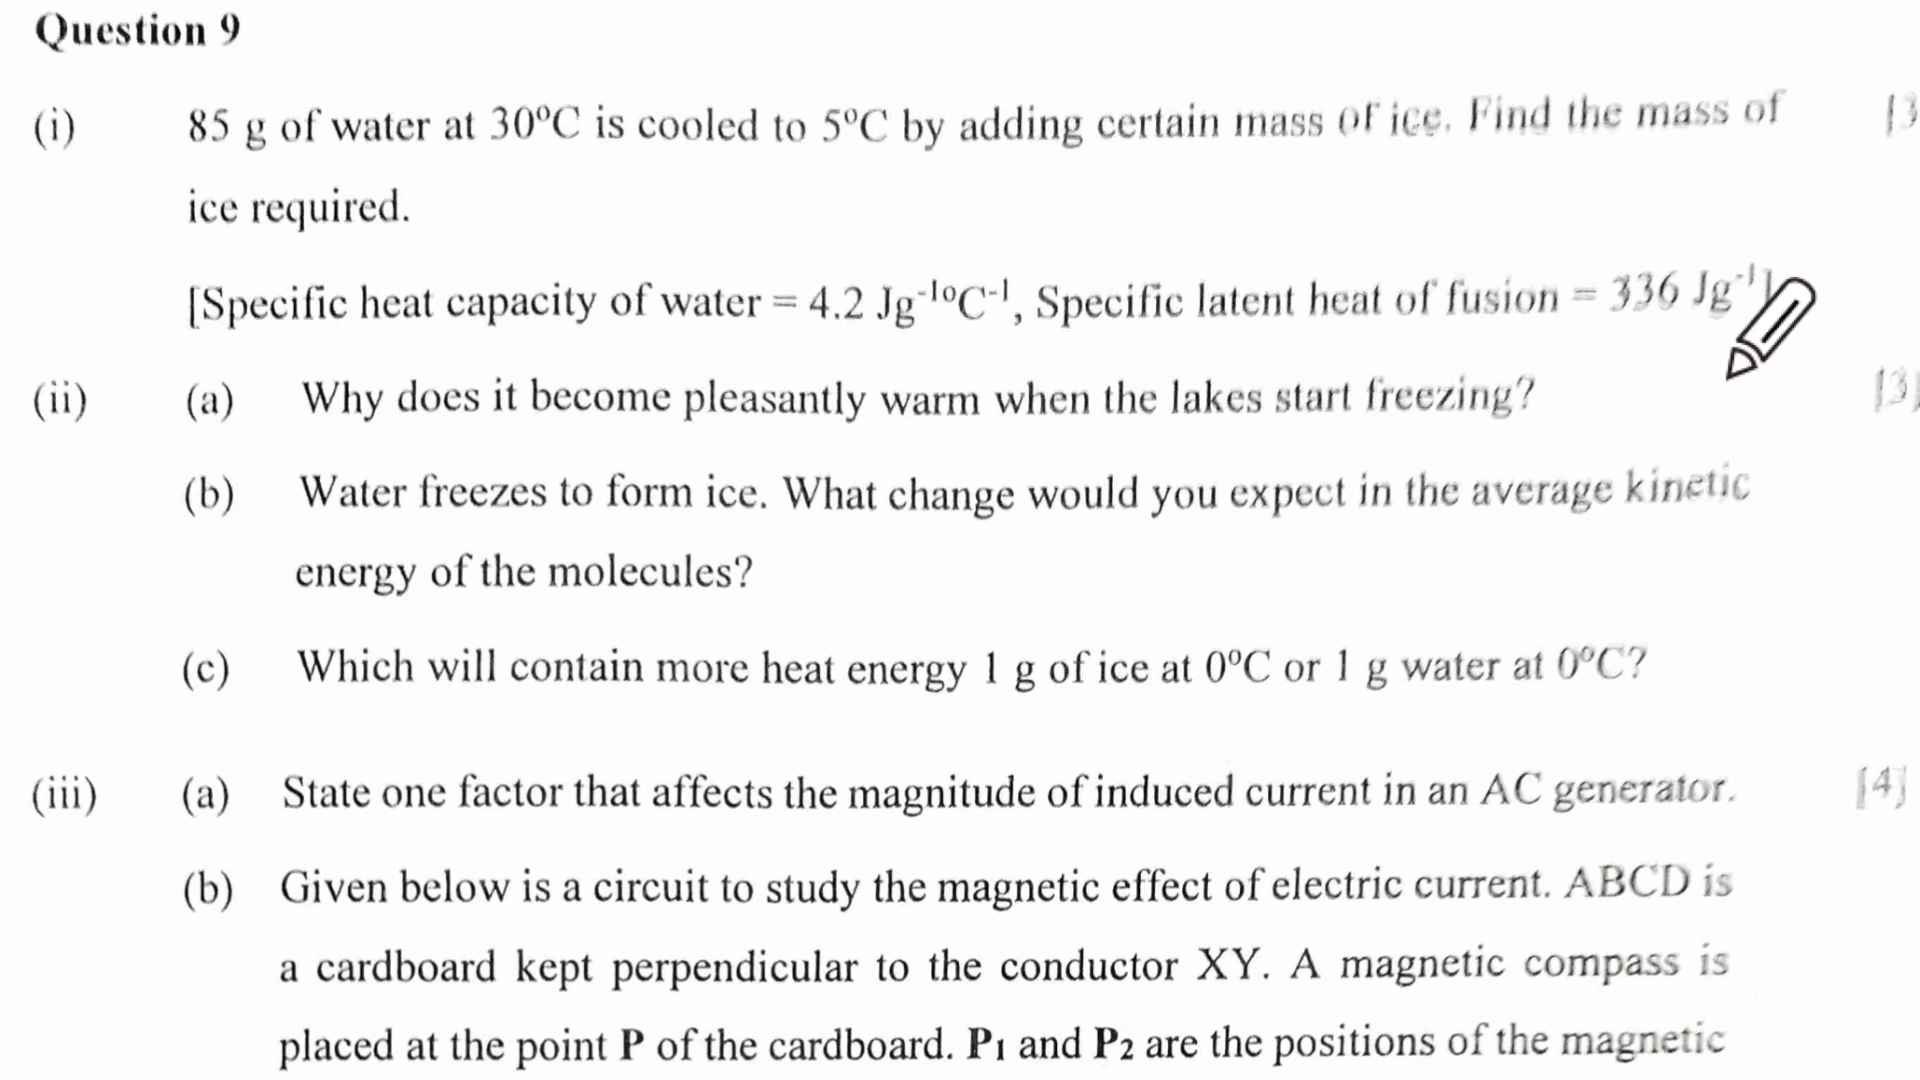 Question 9
(i) 85 g of water at 30°C is cooled to 5°C by adding certain mass of ice. Find the mass of [3
ice required.
[Specific heat capacity of water = 4.2 Jg⁻¹°C⁻¹, Specific latent heat of fusion = 336 Jg⁻¹]
(ii) (a) Why does it become pleasantly warm when the lakes start freezing? [3]
(b) Water freezes to form ice. What change would you expect in the average kinetic
energy of the molecules?
(c) Which will contain more heat energy 1 g of ice at 0°C or 1 g water at 0°C?
(iii) (a) State one factor that affects the magnitude of induced current in an AC generator. [4]
(b) Given below is a circuit to study the magnetic effect of electric current. ABCD is
a cardboard kept perpendicular to the conductor XY. A magnetic compass is
placed at the point P of the cardboard. P₁ and P₂ are the positions of the magnetic